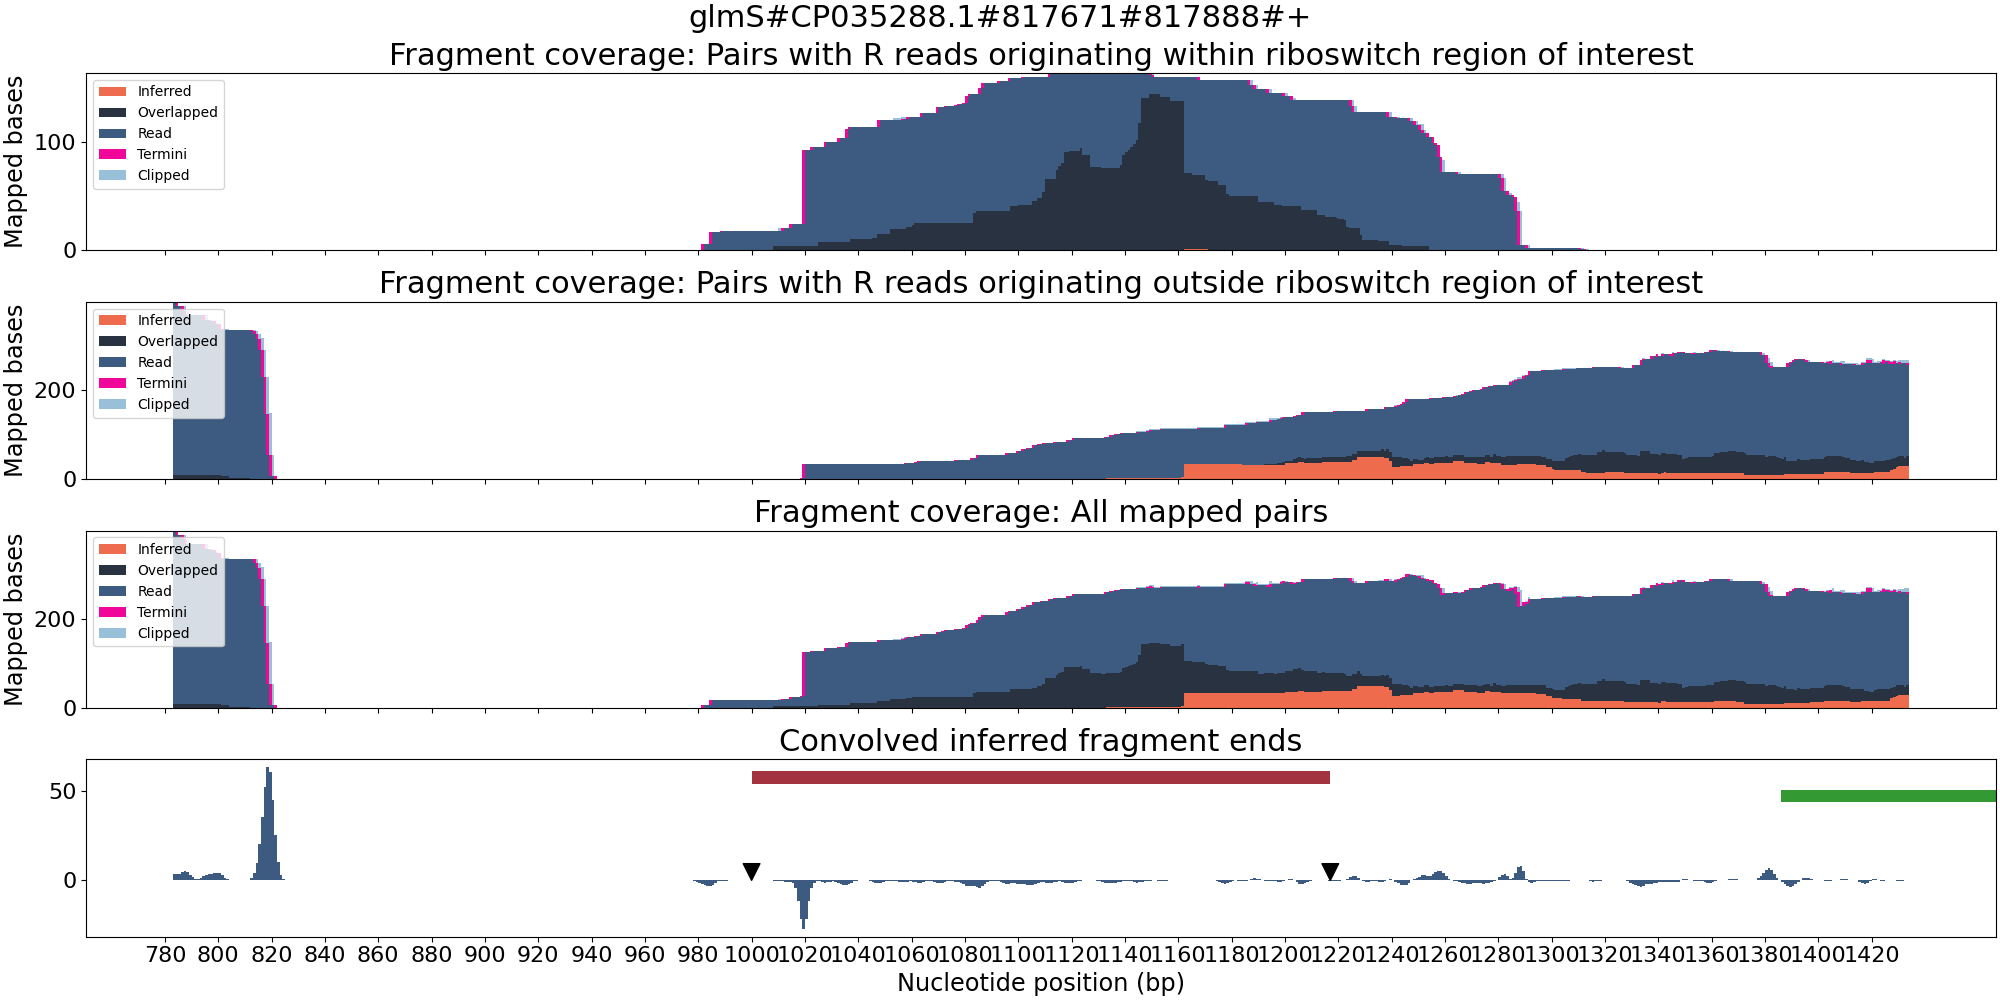 glmS#CP035288.1#817671#817888#+
Fragment coverage: Pairs with R reads originating within riboswitch region of interest
Mapped bases
100
0
Inferred
Overlapped
Read
Termini
Clipped
Fragment coverage: Pairs with R reads originating outside riboswitch region of interest
Mapped bases
200
0
Inferred
Overlapped
Read
Termini
Clipped
Fragment coverage: All mapped pairs
Mapped bases
200
0
Inferred
Overlapped
Read
Termini
Clipped
Convolved inferred fragment ends
50
0
780 800 820 840 860 880 900 920 940 960 980 1000 1020 1040 1060 1080 1100 1120 1140 1160 1180 1200 1220 1240 1260 1280 1300 1320 1340 1360 1380 1400 1420
Nucleotide position (bp)